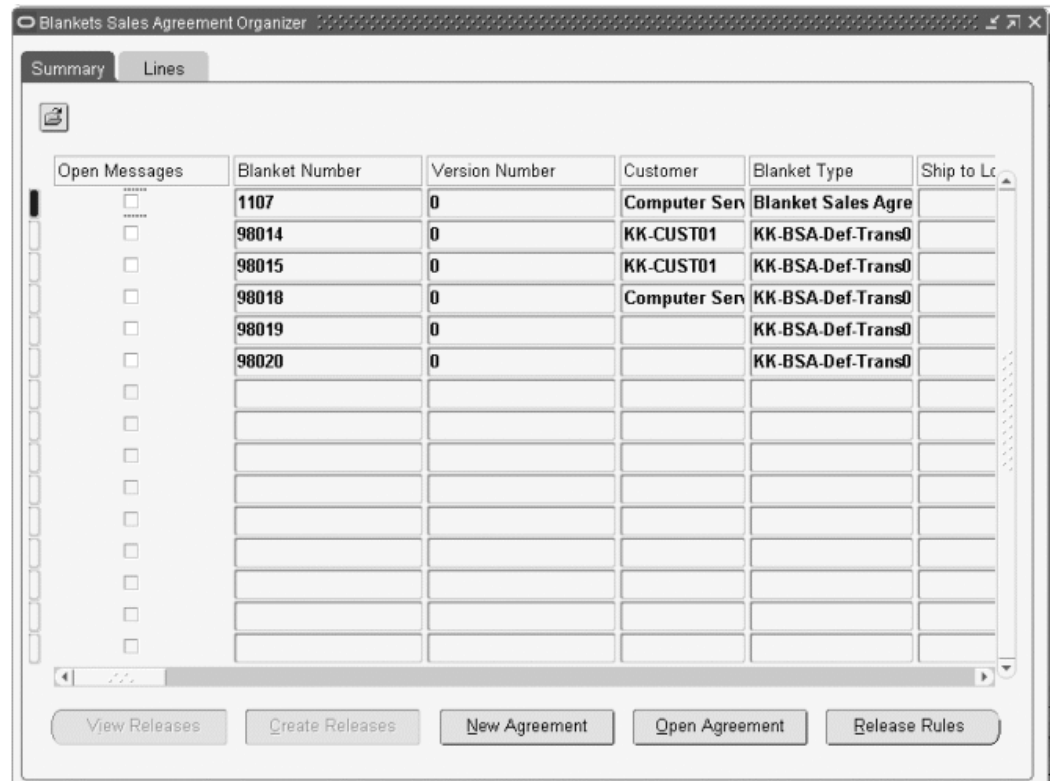 Blankets Sales Agreement Organizer
Summary Lines
Open Messages Blanket Number Version Number Customer Blanket Type Ship to Lo
1107 0 Computer Serv Blanket Sales Agre
98014 0 KK-CUST01 KK-BSA-Def-Trans0
98015 0 KK-CUST01 KK-BSA-Def-Trans0
98018 0 Computer Serv KK-BSA-Def-Trans0
98019 0 KK-BSA-Def-Trans0
98020 0 KK-BSA-Def-Trans0
View Releases Create Releases New Agreement Open Agreement Release Rules